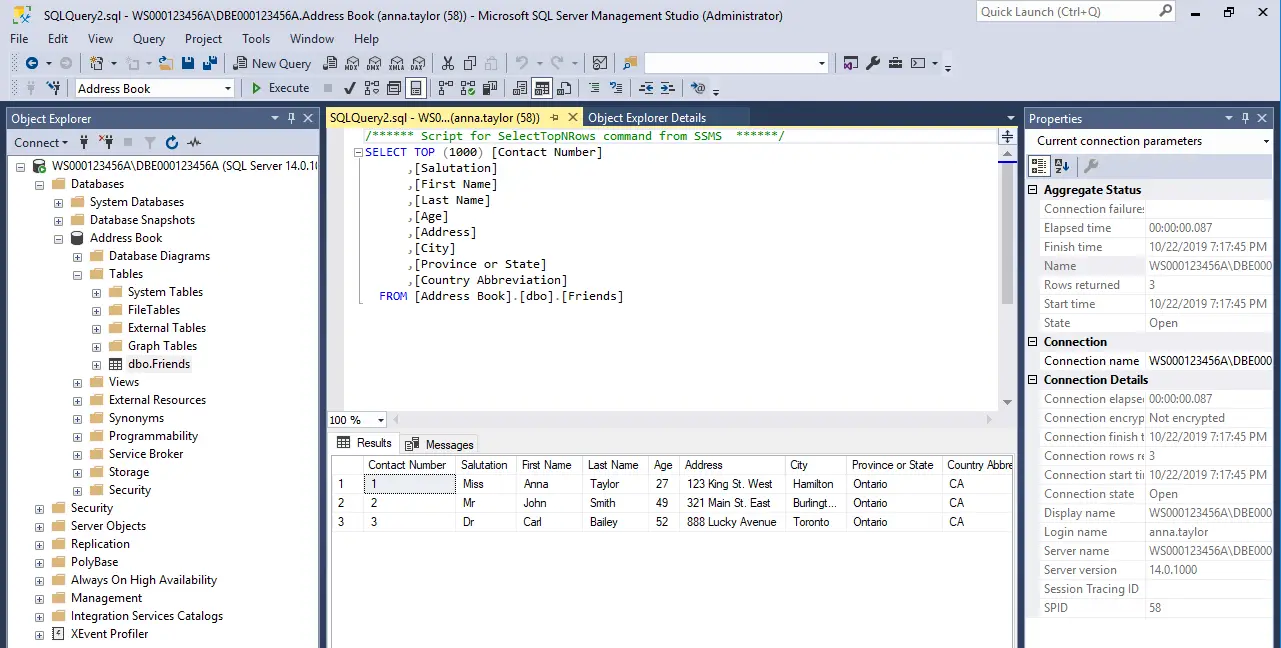 SQLQuery2.sql - WS000123456A\DBE000123456A.Address Book (anna.taylor (58)) - Microsoft SQL Server Management Studio (Administrator)
Quick Launch (Ctrl+Q)
File Edit View Query Project Tools Window Help
New Query MDX DMX XMLA DAX
Address Book Execute
Object Explorer
Connect
WS000123456A\DBE000123456A (SQL Server 14.0.10
Databases
System Databases
Database Snapshots
Address Book
Database Diagrams
Tables
System Tables
FileTables
External Tables
Graph Tables
dbo.Friends
Views
External Resources
Synonyms
Programmability
Service Broker
Storage
Security
Security
Server Objects
Replication
PolyBase
Always On High Availability
Management
Integration Services Catalogs
XEvent Profiler
SQLQuery2.sql - WS0...(anna.taylor (58)) Object Explorer Details
/****** Script for SelectTopNRows command from SSMS ******/
SELECT TOP (1000) [Contact Number]
,[Salutation]
,[First Name]
,[Last Name]
,[Age]
,[Address]
,[City]
,[Province or State]
,[Country Abbreviation]
FROM [Address Book].[dbo].[Friends]
100 %
Results Messages
Contact Number Salutation First Name Last Name Age Address City Province or State Country Abbre
1 1 Miss Anna Taylor 27 123 King St. West Hamilton Ontario CA
2 2 Mr John Smith 49 321 Main St. East Burlingt... Ontario CA
3 3 Dr Carl Bailey 52 888 Lucky Avenue Toronto Ontario CA
Properties
Current connection parameters
Aggregate Status
Connection failures
Elapsed time 00:00:00.087
Finish time 10/22/2019 7:17:45 PM
Name WS000123456A\DBE000
Rows returned 3
Start time 10/22/2019 7:17:45 PM
State Open
Connection
Connection name WS000123456A\DBE000
Connection Details
Connection elapse 00:00:00.087
Connection encryp Not encrypted
Connection finish t 10/22/2019 7:17:45 PM
Connection rows re 3
Connection start ti 10/22/2019 7:17:45 PM
Connection state Open
Display name WS000123456A\DBE000
Login name anna.taylor
Server name WS000123456A\DBE000
Server version 14.0.1000
Session Tracing ID
SPID 58